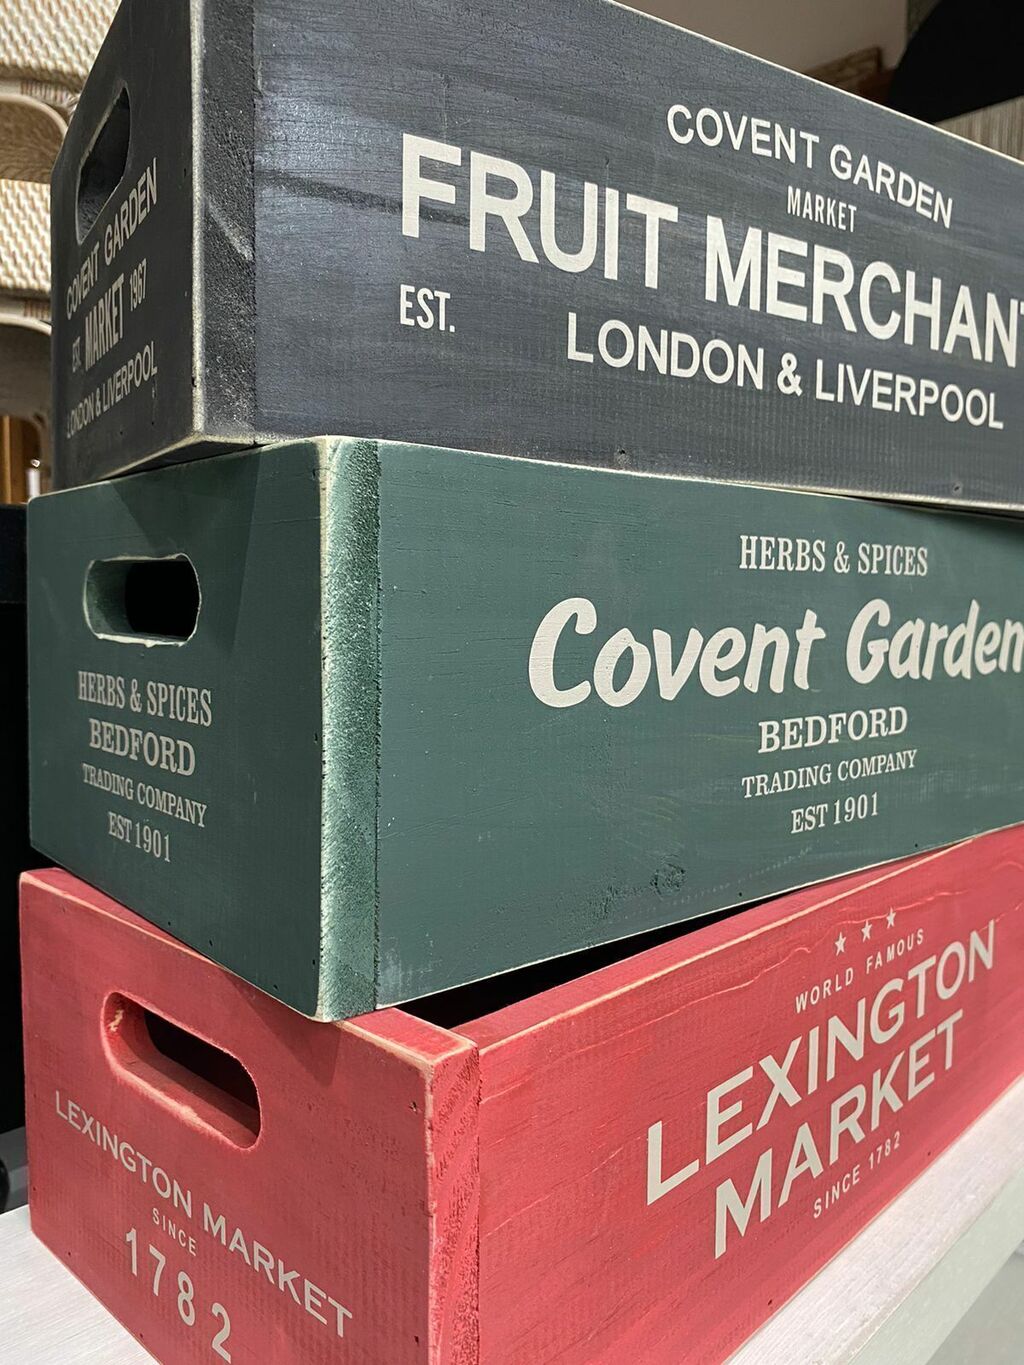 COVENT GARDEN
EST. MARKET 1967
LONDON & LIVERPOOL
COVENT GARDEN
MARKET
FRUIT MERCHANT
EST.
LONDON & LIVERPOOL
HERBS & SPICES
BEDFORD
TRADING COMPANY
EST 1901
HERBS & SPICES
Covent Garden
BEDFORD
TRADING COMPANY
EST 1901
LEXINGTON MARKET
SINCE
1782
WORLD FAMOUS
LEXINGTON
MARKET
SINCE 1782